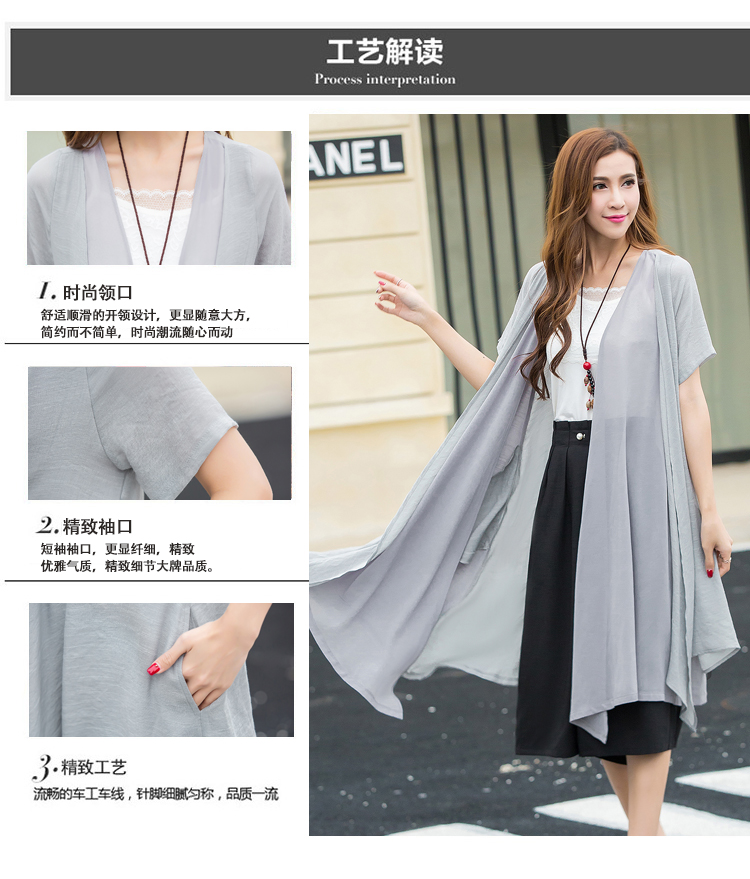 工艺解读
Process interpretation
ANEL
1. 时尚领口
舒适顺滑的开领设计，更显随意大方，
简约而不简单，时尚潮流随心而动
2. 精致袖口
短袖袖口，更显纤细，精致
优雅气质，精致细节大牌品质。
3. 精致工艺
流畅的车工车线，针脚细腻匀称，品质一流